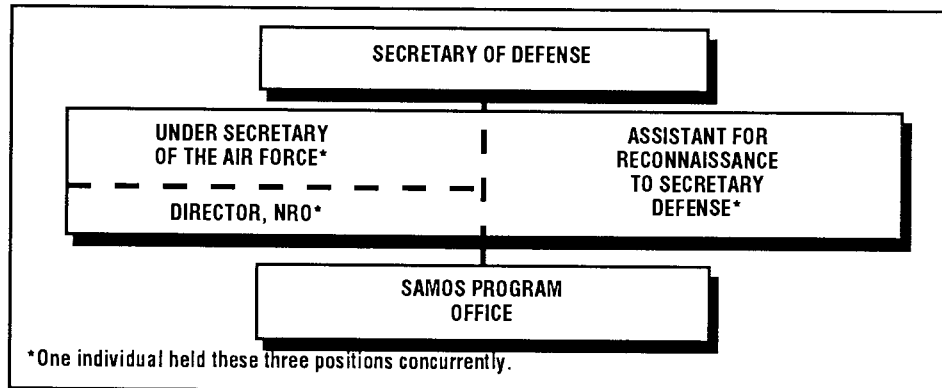 SECRETARY OF DEFENSE
UNDER SECRETARY
OF THE AIR FORCE*
DIRECTOR, NRO*
ASSISTANT FOR
RECONNAISSANCE
TO SECRETARY
DEFENSE*
SAMOS PROGRAM
OFFICE
*One individual held these three positions concurrently.